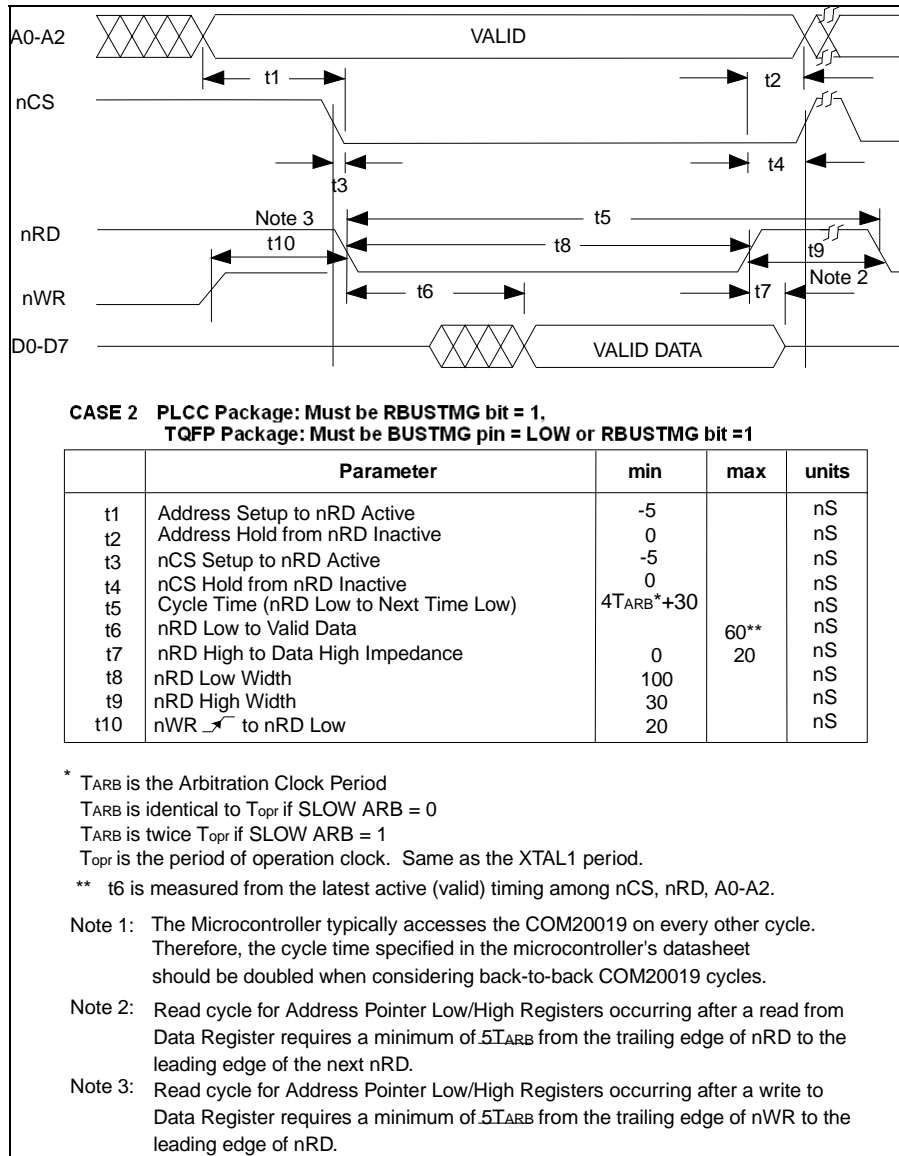 A0-A2
VALID
t1
t2
nCS
t3
t4
Note 3
t5
nRD
t10
t8
t9
Note 2
nWR
t6
t7
D0-D7
VALID DATA
CASE 2 PLCC Package: Must be RBUSTMG bit = 1,
TQFP Package: Must be BUSTMG pin = LOW or RBUSTMG bit =1
Parameter min max units
t1 Address Setup to nRD Active -5 nS
t2 Address Hold from nRD Inactive 0 nS
t3 nCS Setup to nRD Active -5 nS
t4 nCS Hold from nRD Inactive 0 nS
t5 Cycle Time (nRD Low to Next Time Low) 4TARB*+30 nS
t6 nRD Low to Valid Data 60** nS
t7 nRD High to Data High Impedance 0 20 nS
t8 nRD Low Width 100 nS
t9 nRD High Width 30 nS
t10 nWR to nRD Low 20 nS
* TARB is the Arbitration Clock Period
TARB is identical to Topr if SLOW ARB = 0
TARB is twice Topr if SLOW ARB = 1
Topr is the period of operation clock. Same as the XTAL1 period.
** t6 is measured from the latest active (valid) timing among nCS, nRD, A0-A2.
Note 1: The Microcontroller typically accesses the COM20019 on every other cycle.
Therefore, the cycle time specified in the microcontroller's datasheet
should be doubled when considering back-to-back COM20019 cycles.
Note 2: Read cycle for Address Pointer Low/High Registers occurring after a read from
Data Register requires a minimum of 5TARB from the trailing edge of nRD to the
leading edge of the next nRD.
Note 3: Read cycle for Address Pointer Low/High Registers occurring after a write to
Data Register requires a minimum of 5TARB from the trailing edge of nWR to the
leading edge of nRD.